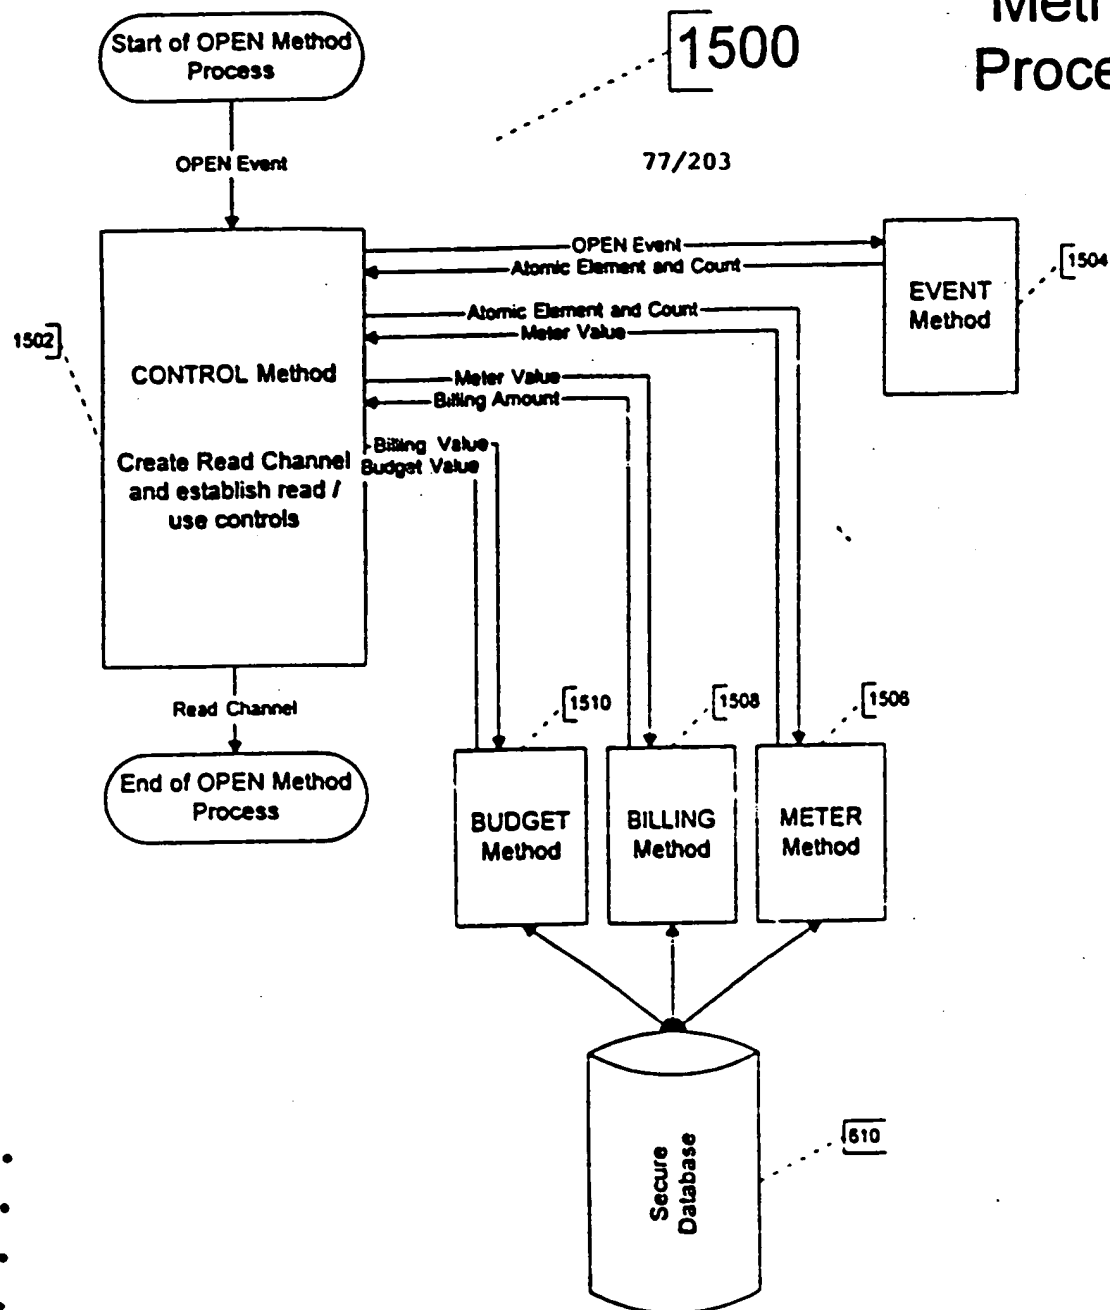 Start of OPEN Method
Process
1500
Meth
Proce
77/203
OPEN Event
OPEN Event
Atomic Element and Count
EVENT
Method
1504
Atomic Element and Count
Meter Value
1502
CONTROL Method
Meter Value
Billing Amount
Billing Value
Budget Value
Create Read Channel
and establish read /
use controls
Read Channel
1510
1508
1506
End of OPEN Method
Process
BUDGET
Method
BILLING
Method
METER
Method
Secure
Database
610